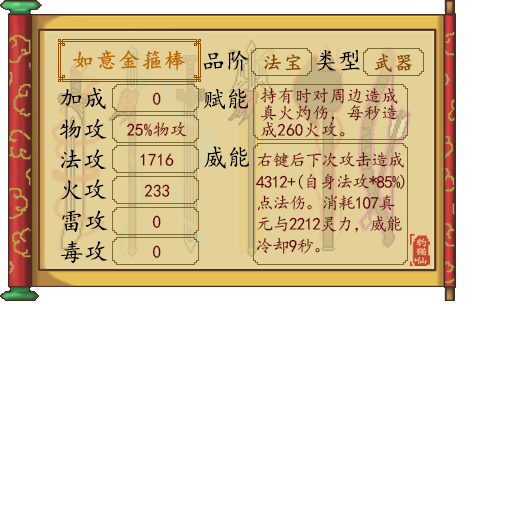 如意金箍棒 品阶 法宝 类型 武器
加成 0
物攻 25%物攻
法攻 1716
火攻 233
雷攻 0
毒攻 0
赋能
持有时对周边造成
真火灼伤，每秒造
成260火攻。
威能
右键后下次攻击造成
4312+(自身法攻*85%)
点法伤。消耗107真
元与2212灵力，威能
冷却9秒。
豹猫仙